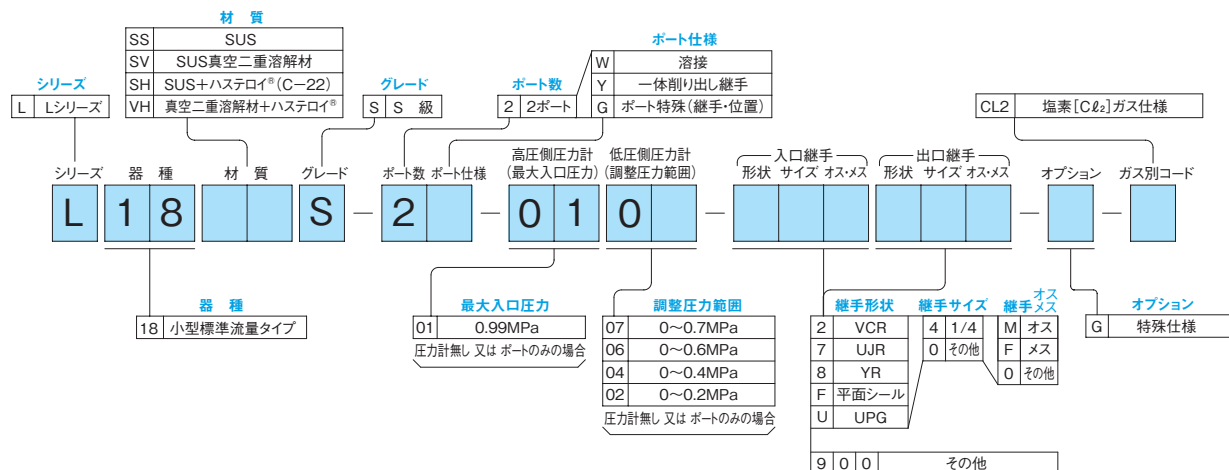 材 質
SS SUS
SV SUS真空二重溶解材
SH SUS+ハステロイ®(C-22)
VH 真空二重溶解材+ハステロイ®
シリーズ
L Lシリーズ
グレード
S S 級
ポート数
2 2ポート
ポート仕様
W 溶接
Y 一体削り出し継手
G ポート特殊(継手・位置)
CL2 塩素[Cℓ₂]ガス仕様
シリーズ 器 種 材 質 グレード ポート数 ポート仕様
高圧側圧力計
(最大入口圧力)
低圧側圧力計
(調整圧力範囲)
入口継手
形状 サイズ オス・メス
出口継手
形状 サイズ オス・メス
オプション ガス別コード
L 1 8 S - 2 - 0 1 0 - - -
器 種
18 小型標準流量タイプ
最大入口圧力
01 0.99MPa
圧力計無し 又は ポートのみの場合
調整圧力範囲
07 0~0.7MPa
06 0~0.6MPa
04 0~0.4MPa
02 0~0.2MPa
圧力計無し 又は ポートのみの場合
継手形状
2 VCR
7 UJR
8 YR
F 平面シール
U UPG
継手サイズ
4 1/4
0 その他
継手オスメス
M オス
F メス
0 その他
9 0 0 その他
オプション
G 特殊仕様